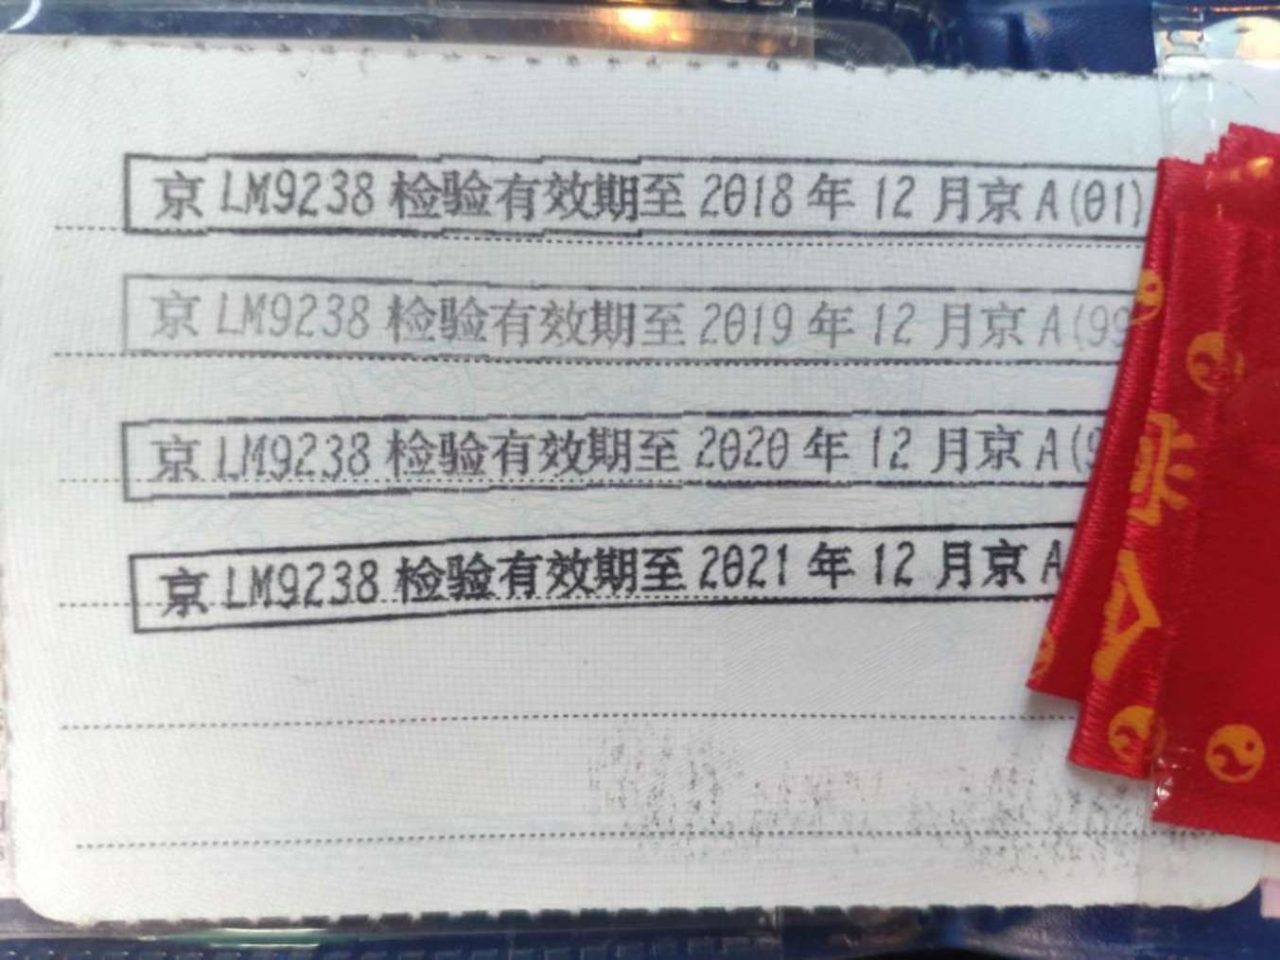 京 LM9238 检验有效期至 2018 年 12 月京 A(01)
京 LM9238 检验有效期至 2019 年 12 月京 A(99
京 LM9238 检验有效期至 2020 年 12 月京 A(9
京 LM9238 检验有效期至 2021 年 12 月京 A